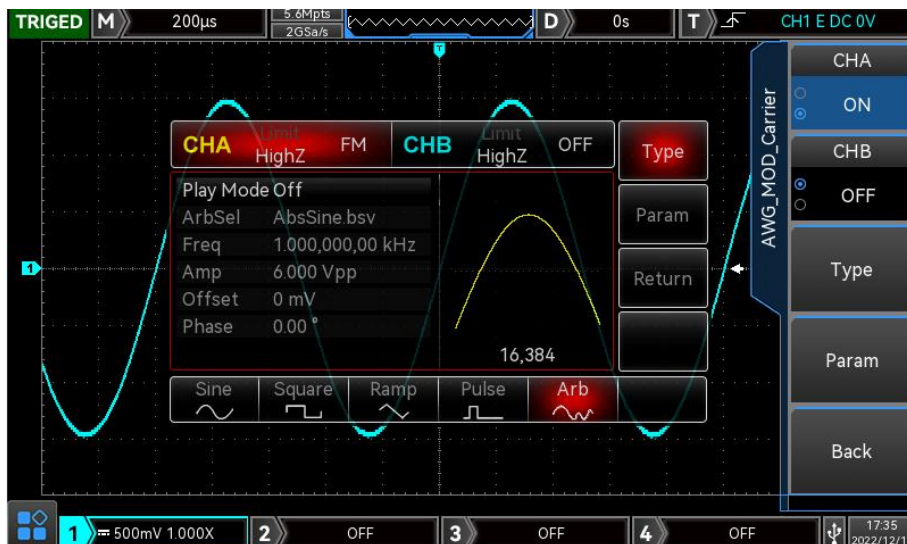 TRIGED M 200μs 5.6Mpts D 0s T CH1 E DC 0V
2GSa/s
T
CHA
ON
CHB
OFF
Type
Param
Back
AWG_MOD_Carrier
CHA Limit HighZ FM CHB Limit HighZ OFF
Type
Param
Return
Play Mode Off
ArbSel AbsSine.bsv
Freq 1.000,000,00 kHz
Amp 6.000 Vpp
Offset 0 mV
Phase 0.00 °
16,384
Sine Square Ramp Pulse Arb
1
1 500mV 1.000X 2 OFF 3 OFF 4 OFF 17:35
2022/12/1